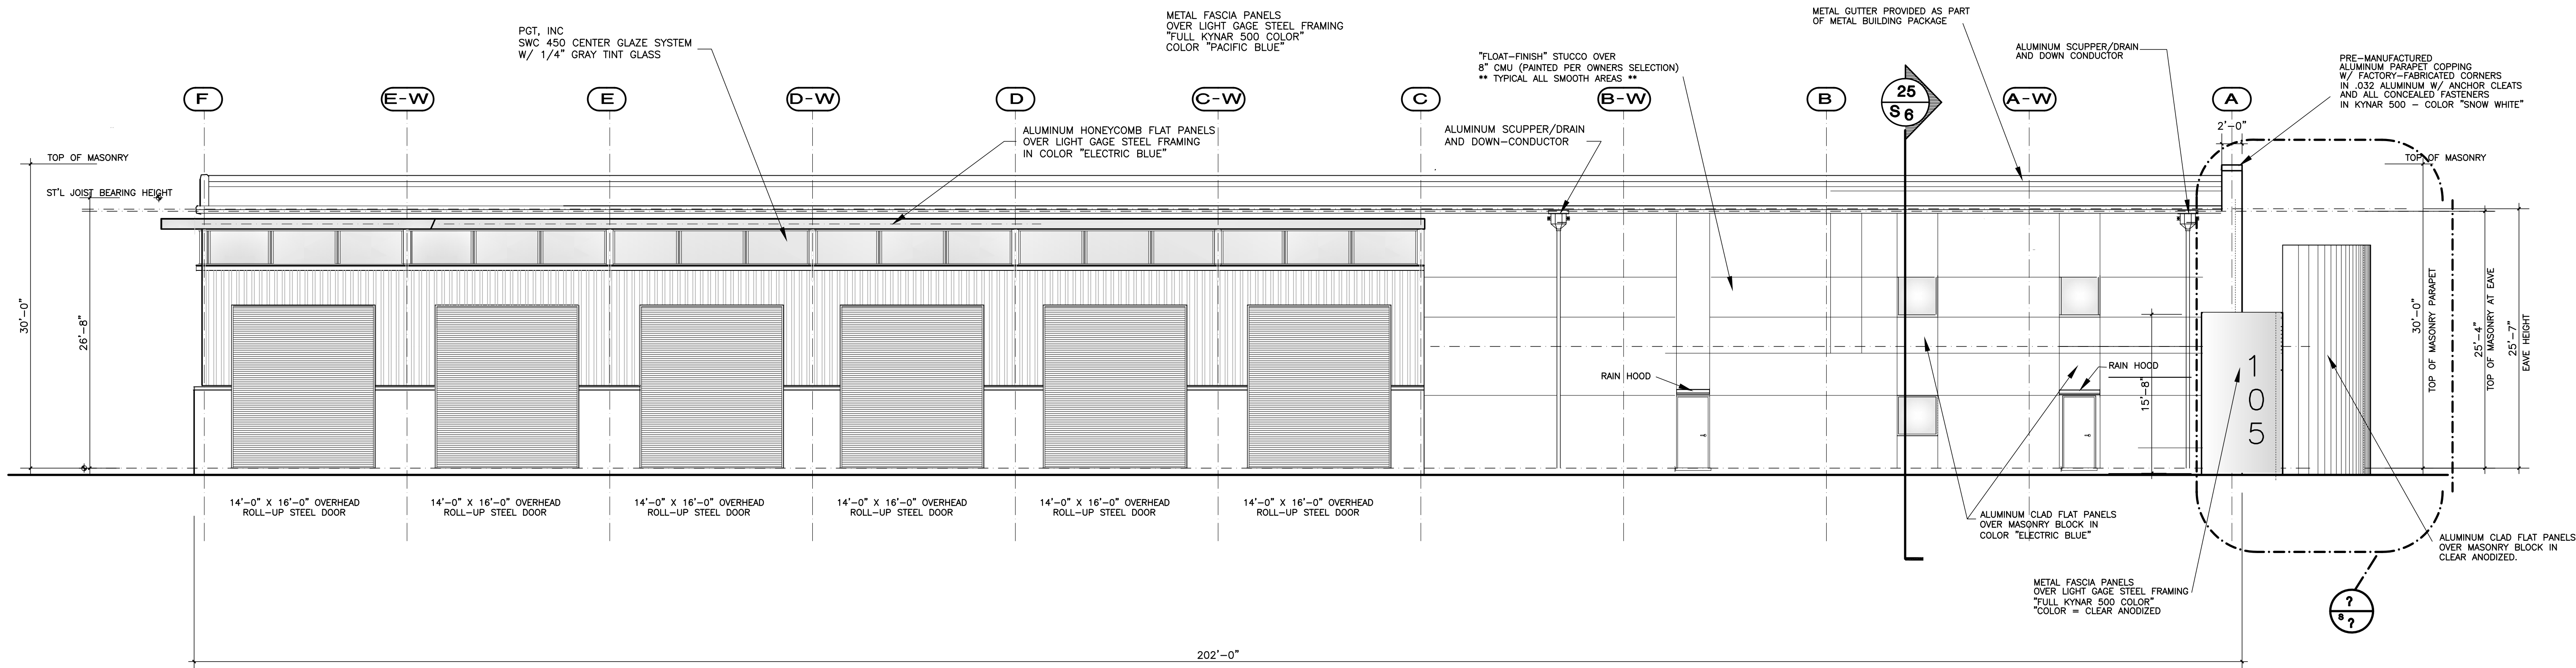 METAL FASCIA PANELS
OVER LIGHT GAGE STEEL FRAMING
"FULL KYNAR 500 COLOR"
COLOR "PACIFIC BLUE"
METAL GUTTER PROVIDED AS PART
OF METAL BUILDING PACKAGE
PGT, INC
SWC 450 CENTER GLAZE SYSTEM
W/ 1/4" GRAY TINT GLASS
"FLOAT-FINISH" STUCCO OVER
8" CMU (PAINTED PER OWNERS SELECTION)
** TYPICAL ALL SMOOTH AREAS **
ALUMINUM SCUPPER/DRAIN
AND DOWN CONDUCTOR
PRE-MANUFACTURED
ALUMINUM PARAPET COPPING
W/ FACTORY-FABRICATED CORNERS
IN .032 ALUMINUM W/ ANCHOR CLEATS
AND ALL CONCEALED FASTENERS
IN KYNAR 500 - COLOR "SNOW WHITE"
F
E-W
E
D-W
D
C-W
C
B-W
B
25
S 6
A-W
A
2'-0"
ALUMINUM HONEYCOMB FLAT PANELS
OVER LIGHT GAGE STEEL FRAMING
IN COLOR "ELECTRIC BLUE"
ALUMINUM SCUPPER/DRAIN
AND DOWN-CONDUCTOR
TOP OF MASONRY
TOP OF MASONRY
ST'L JOIST BEARING HEIGHT
30'-0"
26'-8"
RAIN HOOD
RAIN HOOD
15'-8"
1
0
5
30'-0"
TOP OF MASONRY PARAPET
25'-4"
TOP OF MASONRY AT EAVE
25'-7"
EAVE HEIGHT
14'-0" X 16'-0" OVERHEAD
ROLL-UP STEEL DOOR
14'-0" X 16'-0" OVERHEAD
ROLL-UP STEEL DOOR
14'-0" X 16'-0" OVERHEAD
ROLL-UP STEEL DOOR
14'-0" X 16'-0" OVERHEAD
ROLL-UP STEEL DOOR
14'-0" X 16'-0" OVERHEAD
ROLL-UP STEEL DOOR
14'-0" X 16'-0" OVERHEAD
ROLL-UP STEEL DOOR
ALUMINUM CLAD FLAT PANELS
OVER MASONRY BLOCK IN
COLOR "ELECTRIC BLUE"
ALUMINUM CLAD FLAT PANELS
OVER MASONRY BLOCK IN
CLEAR ANODIZED.
METAL FASCIA PANELS
OVER LIGHT GAGE STEEL FRAMING
"FULL KYNAR 500 COLOR"
"COLOR = CLEAR ANODIZED
?
S ?
202'-0"